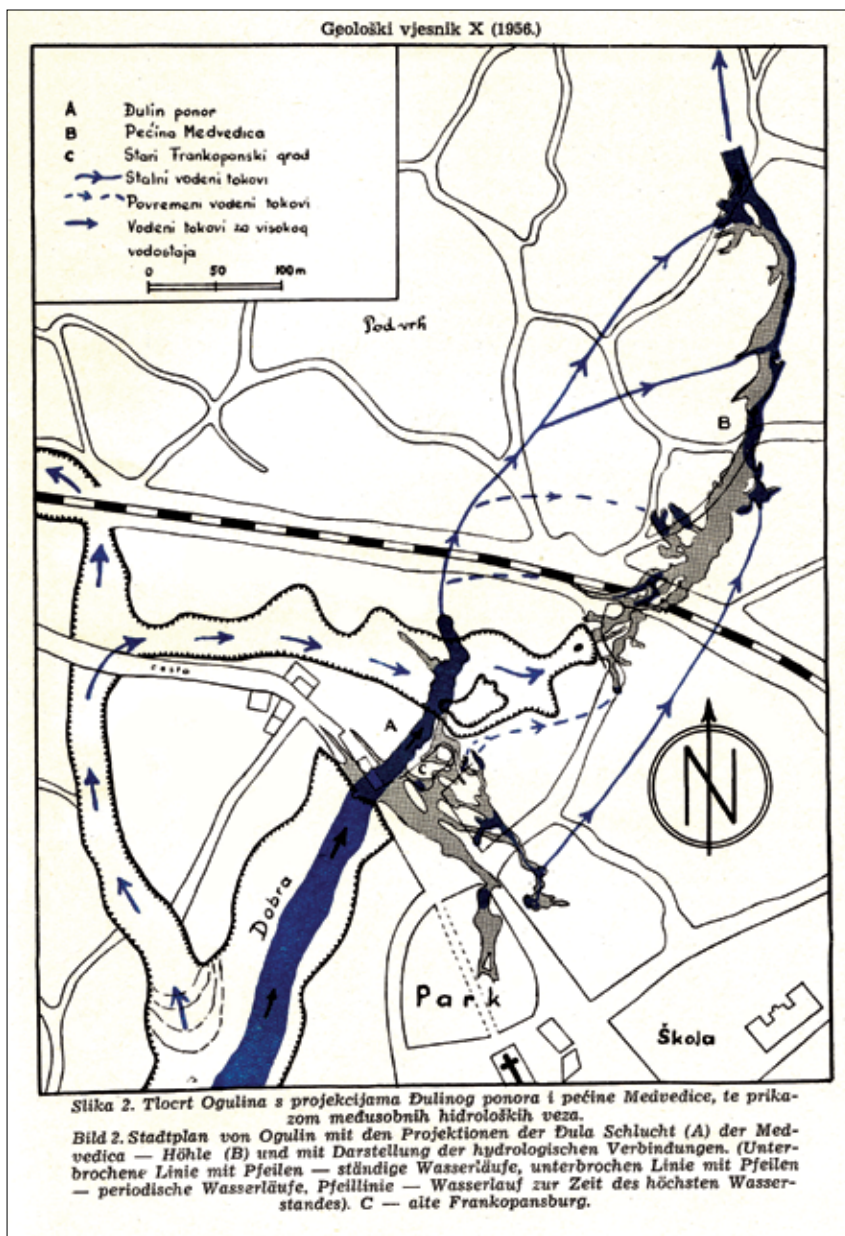 Geološki vjesnik X (1956.)
A Đulin ponor
B Pećina Medvedica
C Stari Frankopanski grad
Stalni vodeni tokovi
Povremeni vodeni tokovi
Vodeni tokovi za visokog
vodostaja
0 50 100 m
Pod vrh
B
cesta
A
C
N
Dobra
Park
Škola
Slika 2. Tlocrt Ogulina s projekcijama Đulinog ponora i pećine Medvedice, te prika-
zom međusobnih hidroloških veza.
Bild 2. Stadtplan von Ogulin mit den Projektionen der Đula Schlucht (A) der Med-
vedica — Höhle (B) und mit Darstellung der hydrologischen Verbindungen. (Unter-
brochene Linie mit Pfeilen — ständige Wasserläufe, unterbrochen Linie mit Pfeilen
— periodische Wasserläufe, Pfeillinie — Wasserlauf zur Zeit des höchsten Wasser-
standes). C — alte Frankopansburg.